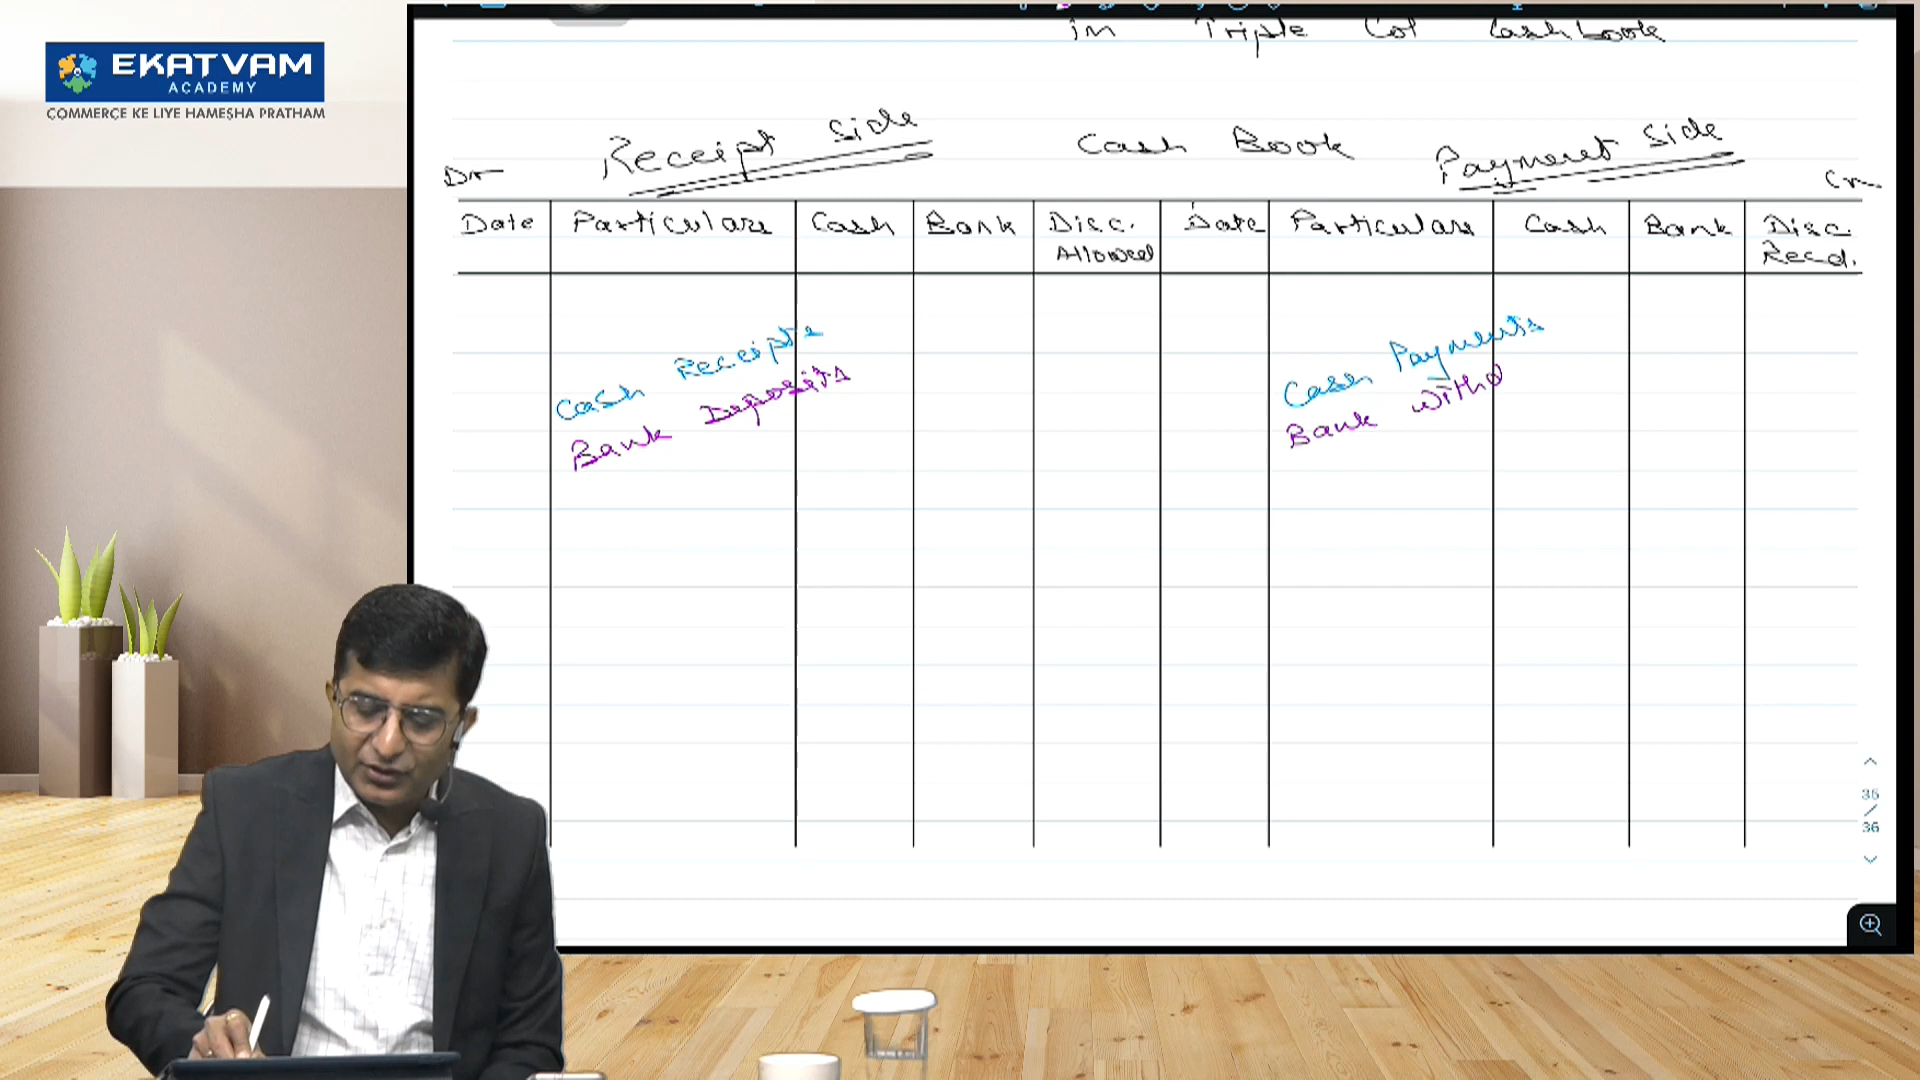 EKATVAM
ACADEMY
COMMERCE KE LIYE HAMESHA PRATHAM
in Triple Col Cashbook
Receipt Side Cash Book Payment Side
Dr Cr
Date Particulars Cash Bank Disc. Allowed Date Particulars Cash Bank Disc. Recd.
Cash Receipts Cash Payments
Bank Deposits Bank Withd
35
/
36